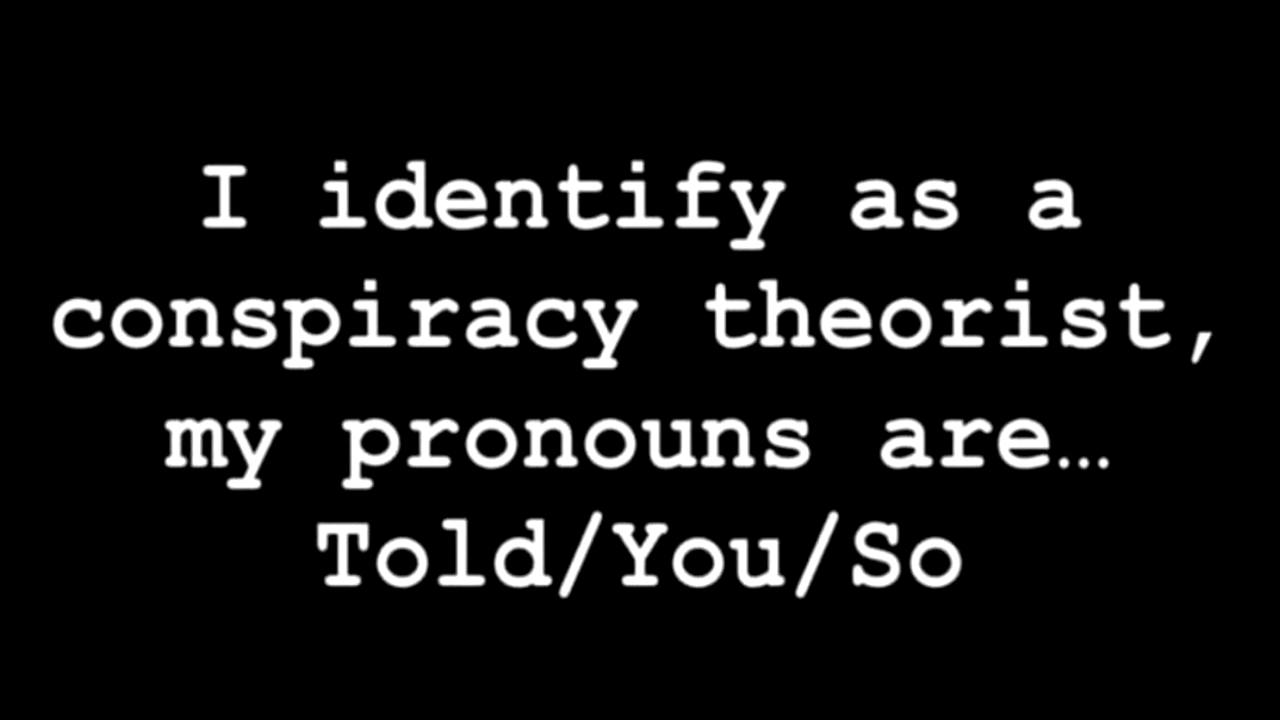 I identify as a
conspiracy theorist,
my pronouns are…
Told/You/So